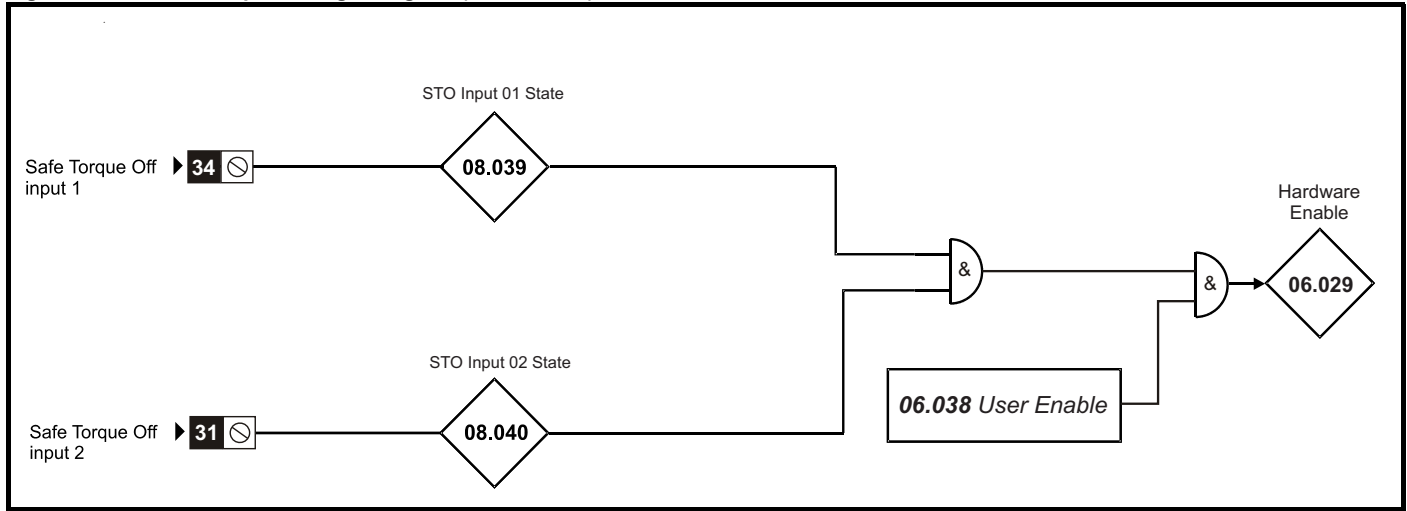 STO Input 01 State
Safe Torque Off
input 1
34
08.039
Hardware
Enable
&
&
06.029
STO Input 02 State
06.038 User Enable
Safe Torque Off
input 2
31
08.040